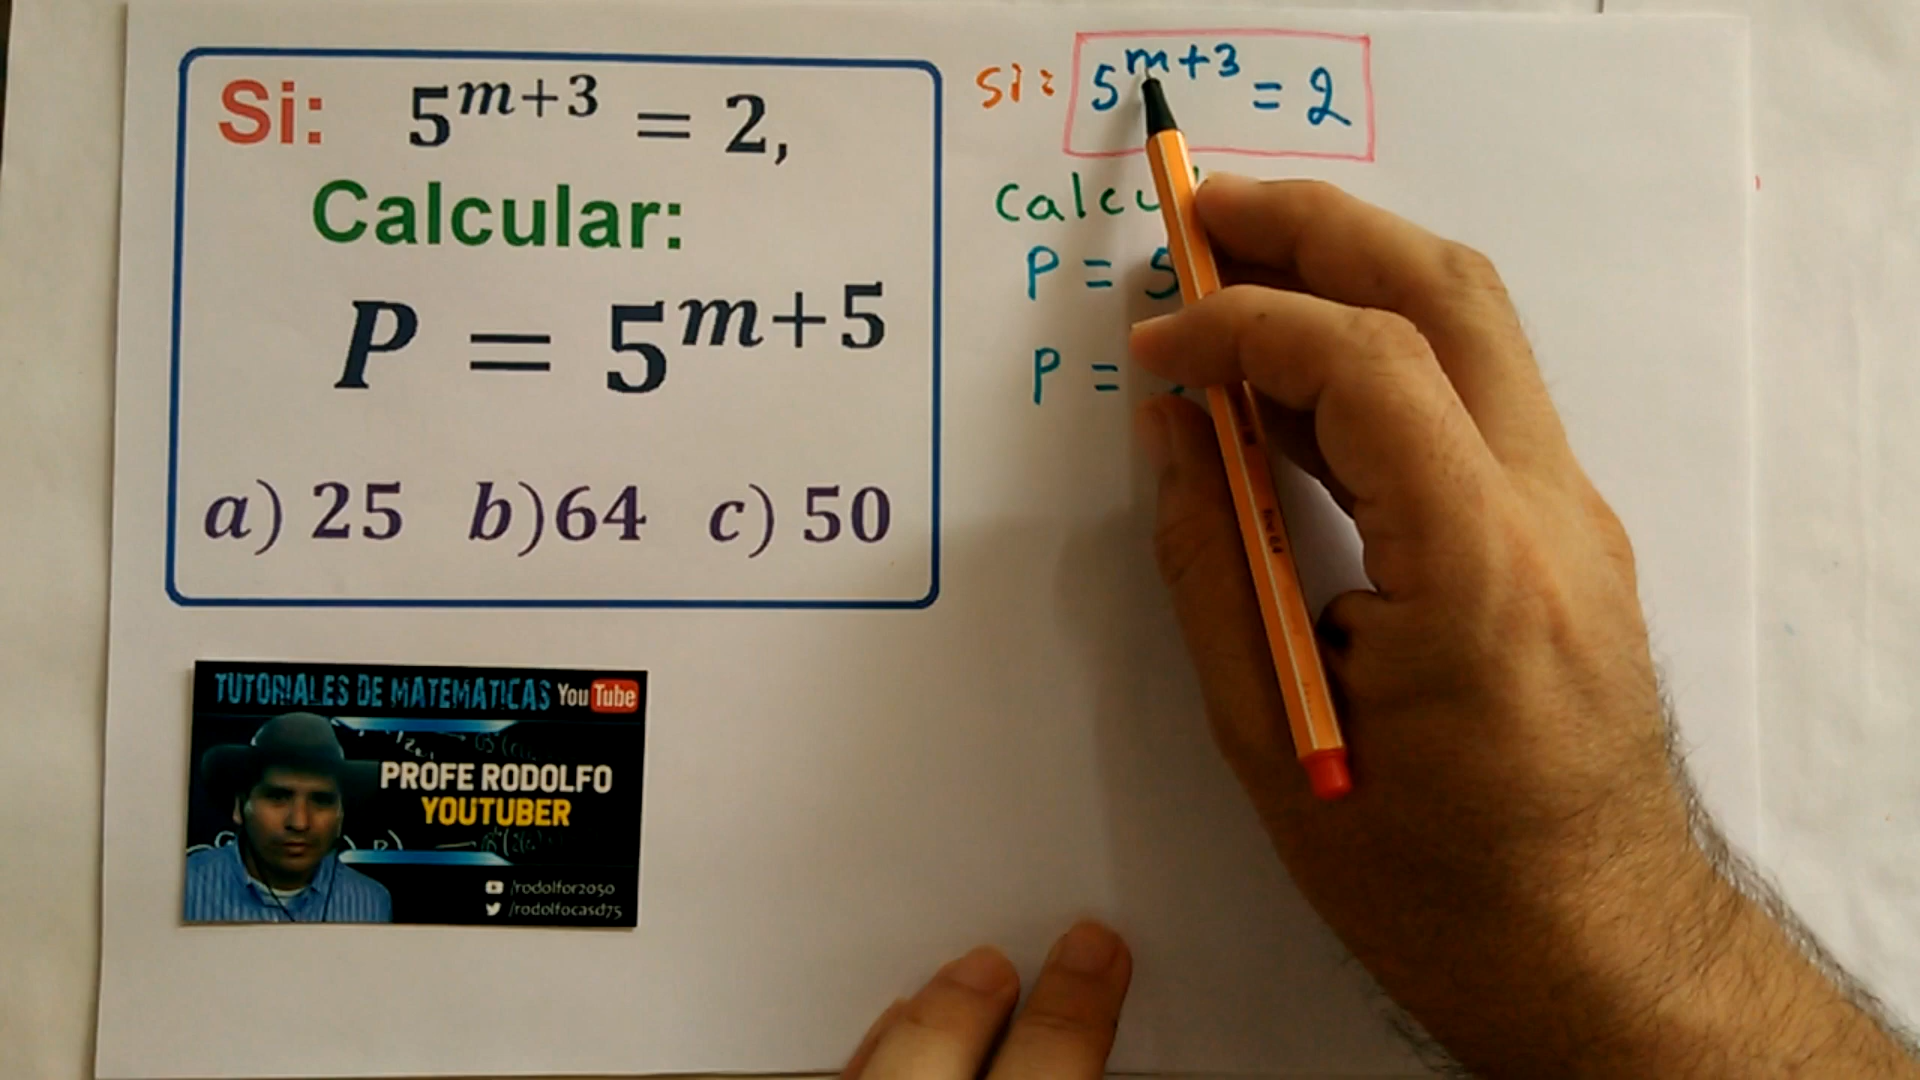 Si: 5^{m+3} = 2,
Calcular:
P = 5^{m+5}
a) 25 b)64 c) 50
Si: 5^{m+3} = 2
P = 5
P =
TUTORIALES DE MATEMATICAS YouTube
PROFE RODOLFO
YOUTUBER
/rodolfor2050
/rodolfocasd75